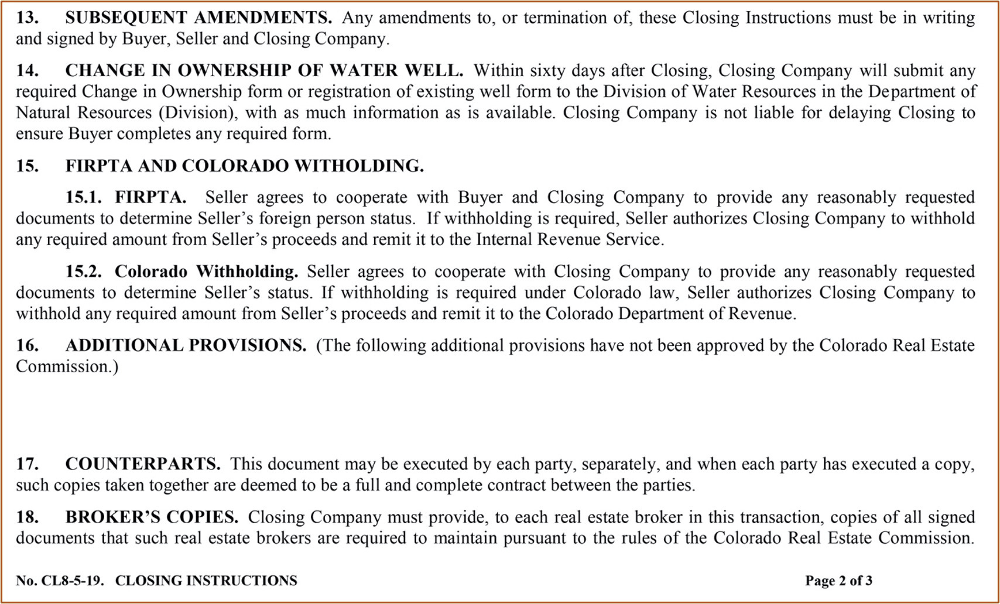 13. SUBSEQUENT AMENDMENTS. Any amendments to, or termination of, these Closing Instructions must be in writing
and signed by Buyer, Seller and Closing Company.
14. CHANGE IN OWNERSHIP OF WATER WELL. Within sixty days after Closing, Closing Company will submit any
required Change in Ownership form or registration of existing well form to the Division of Water Resources in the Department of
Natural Resources (Division), with as much information as is available. Closing Company is not liable for delaying Closing to
ensure Buyer completes any required form.
15. FIRPTA AND COLORADO WITHOLDING.
15.1. FIRPTA. Seller agrees to cooperate with Buyer and Closing Company to provide any reasonably requested
documents to determine Seller’s foreign person status. If withholding is required, Seller authorizes Closing Company to withhold
any required amount from Seller’s proceeds and remit it to the Internal Revenue Service.
15.2. Colorado Withholding. Seller agrees to cooperate with Closing Company to provide any reasonably requested
documents to determine Seller’s status. If withholding is required under Colorado law, Seller authorizes Closing Company to
withhold any required amount from Seller’s proceeds and remit it to the Colorado Department of Revenue.
16. ADDITIONAL PROVISIONS. (The following additional provisions have not been approved by the Colorado Real Estate
Commission.)
17. COUNTERPARTS. This document may be executed by each party, separately, and when each party has executed a copy,
such copies taken together are deemed to be a full and complete contract between the parties.
18. BROKER’S COPIES. Closing Company must provide, to each real estate broker in this transaction, copies of all signed
documents that such real estate brokers are required to maintain pursuant to the rules of the Colorado Real Estate Commission.
No. CL8-5-19. CLOSING INSTRUCTIONS Page 2 of 3